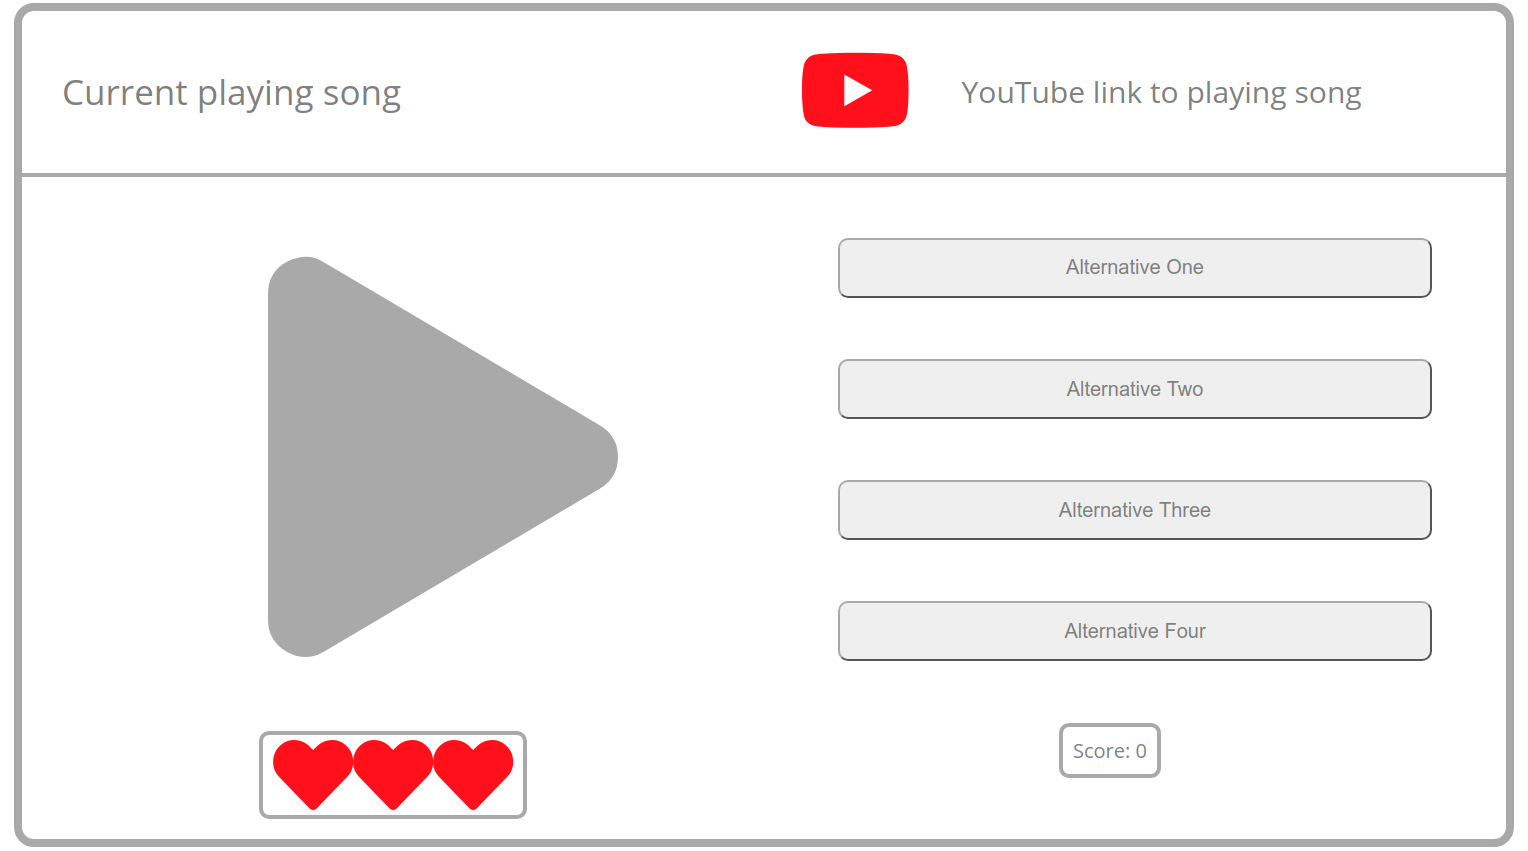 Current playing song
YouTube link to playing song
Alternative One
Alternative Two
Alternative Three
Alternative Four
Score: 0